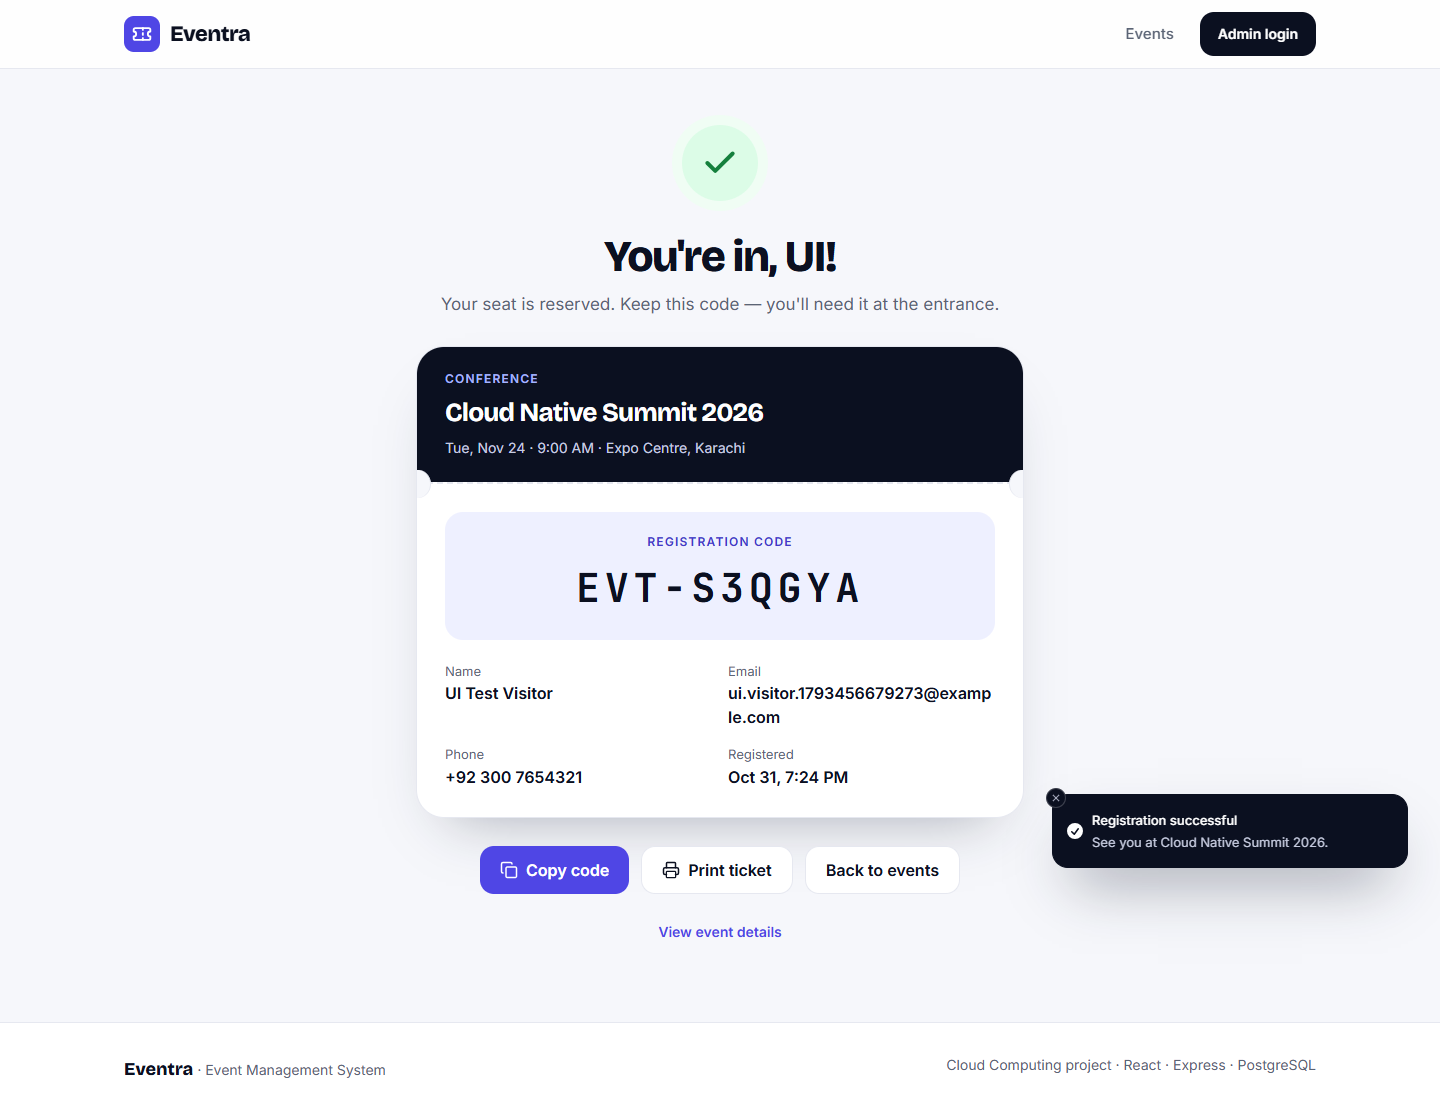 Eventra
Events
Admin login
You're in, UI!
Your seat is reserved. Keep this code — you'll need it at the entrance.
CONFERENCE
Cloud Native Summit 2026
Tue, Nov 24 · 9:00 AM · Expo Centre, Karachi
REGISTRATION CODE
EVT-S3QGYA
Name
UI Test Visitor
Email
ui.visitor.1793456679273@examp
le.com
Phone
+92 300 7654321
Registered
Oct 31, 7:24 PM
Registration successful
See you at Cloud Native Summit 2026.
Copy code
Print ticket
Back to events
View event details
Eventra · Event Management System
Cloud Computing project · React · Express · PostgreSQL